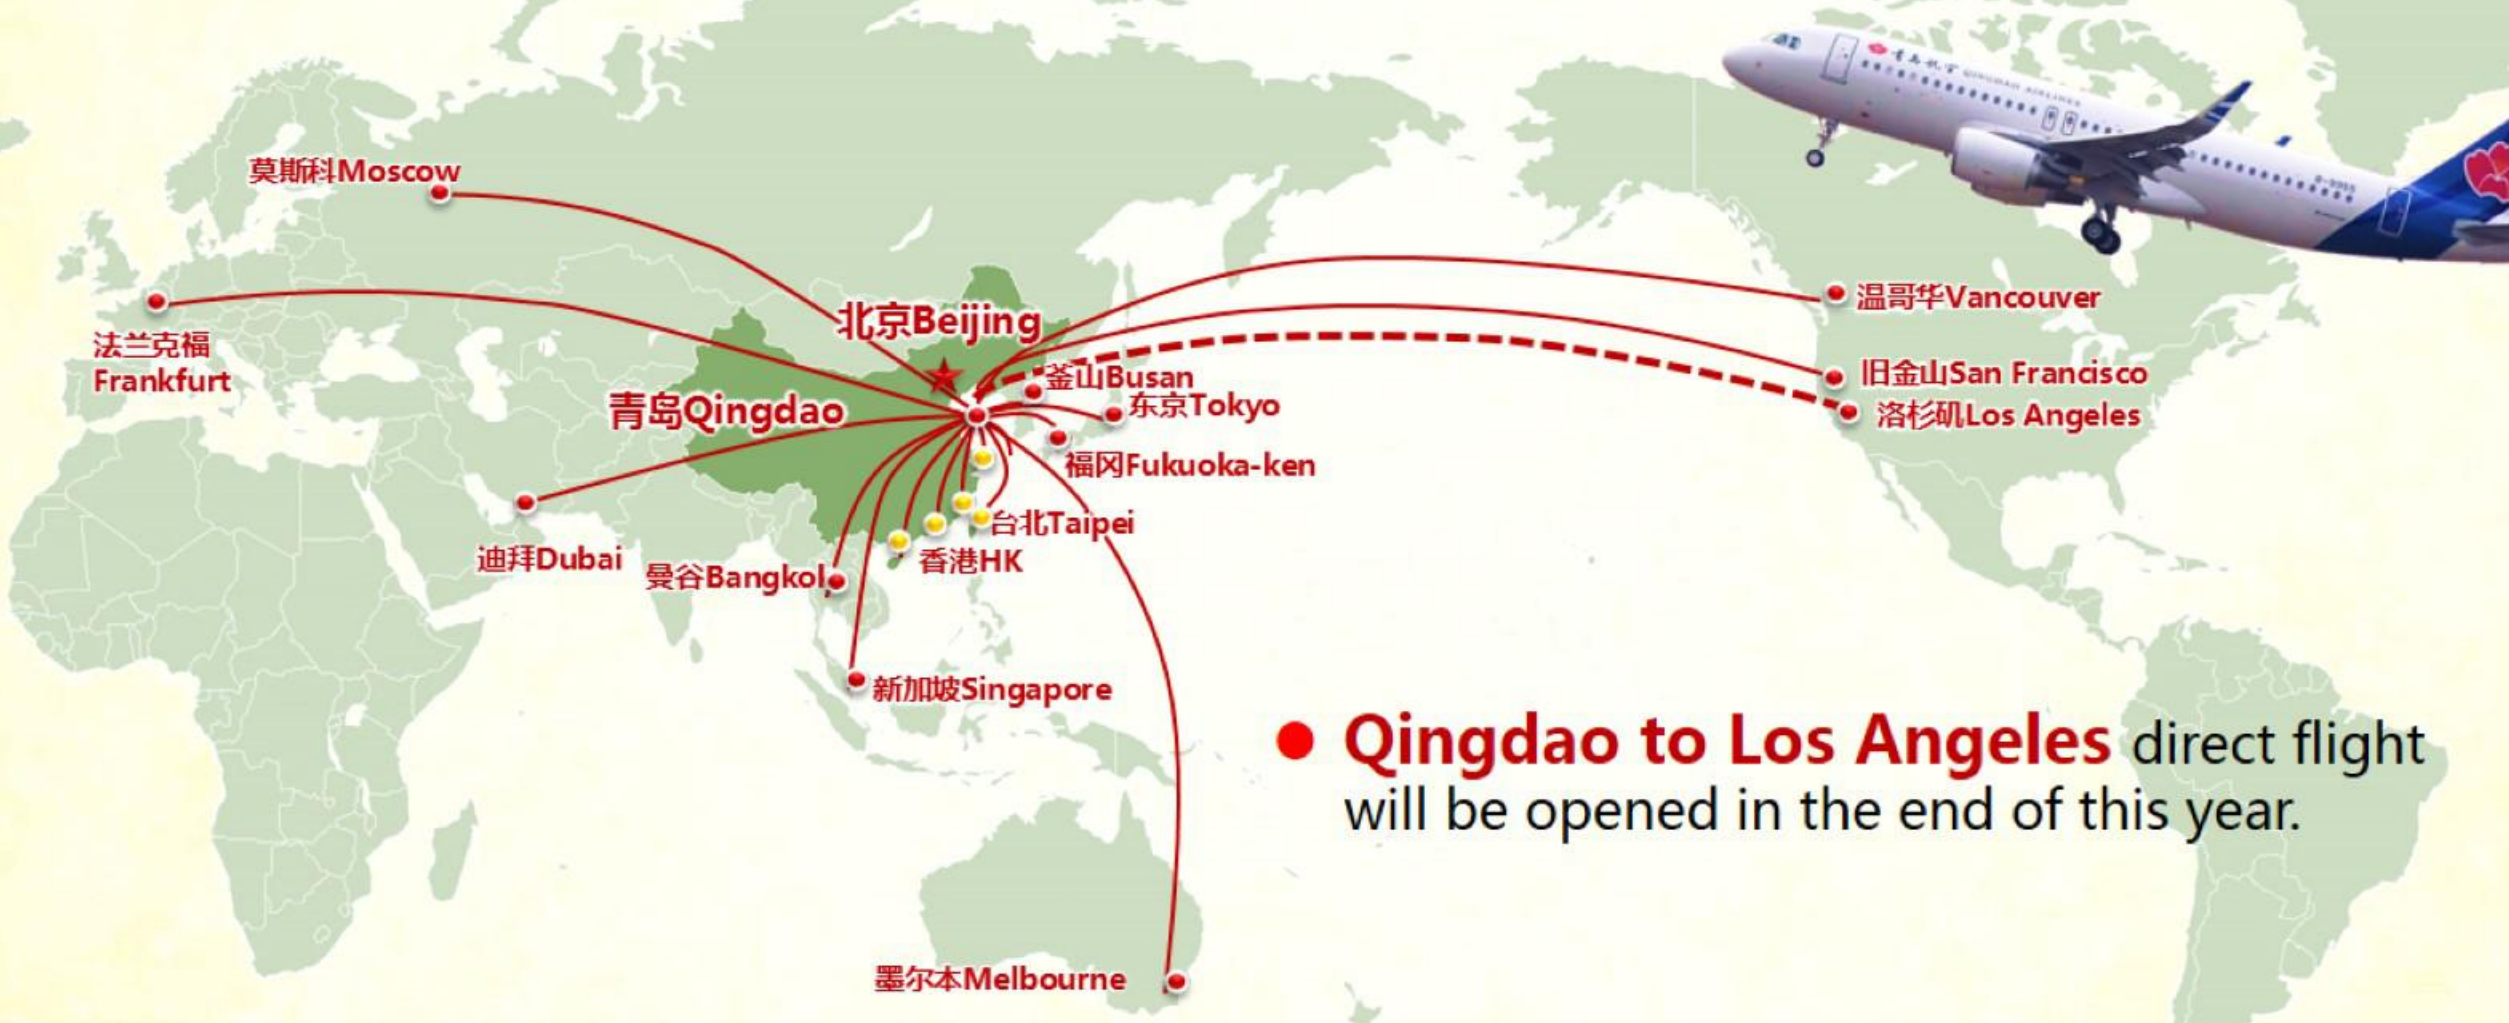 青岛航空 QINGDAO AIRLINES
莫斯科Moscow
温哥华Vancouver
北京Beijing
法兰克福
Frankfurt
釜山Busan
旧金山San Francisco
青岛Qingdao
东京Tokyo
洛杉矶Los Angeles
福冈Fukuoka-ken
台北Taipei
迪拜Dubai
香港HK
曼谷Bangkol
新加坡Singapore
Qingdao to Los Angeles direct flight
will be opened in the end of this year.
墨尔本Melbourne